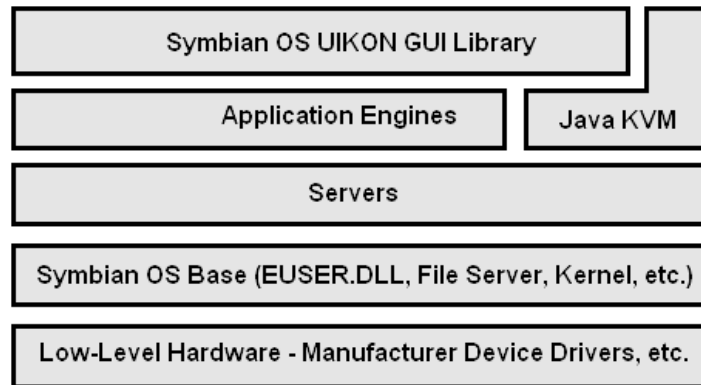 Symbian OS UIKON GUI Library
Application Engines
Java KVM
Servers
Symbian OS Base (EUSER.DLL, File Server, Kernel, etc.)
Low-Level Hardware - Manufacturer Device Drivers, etc.